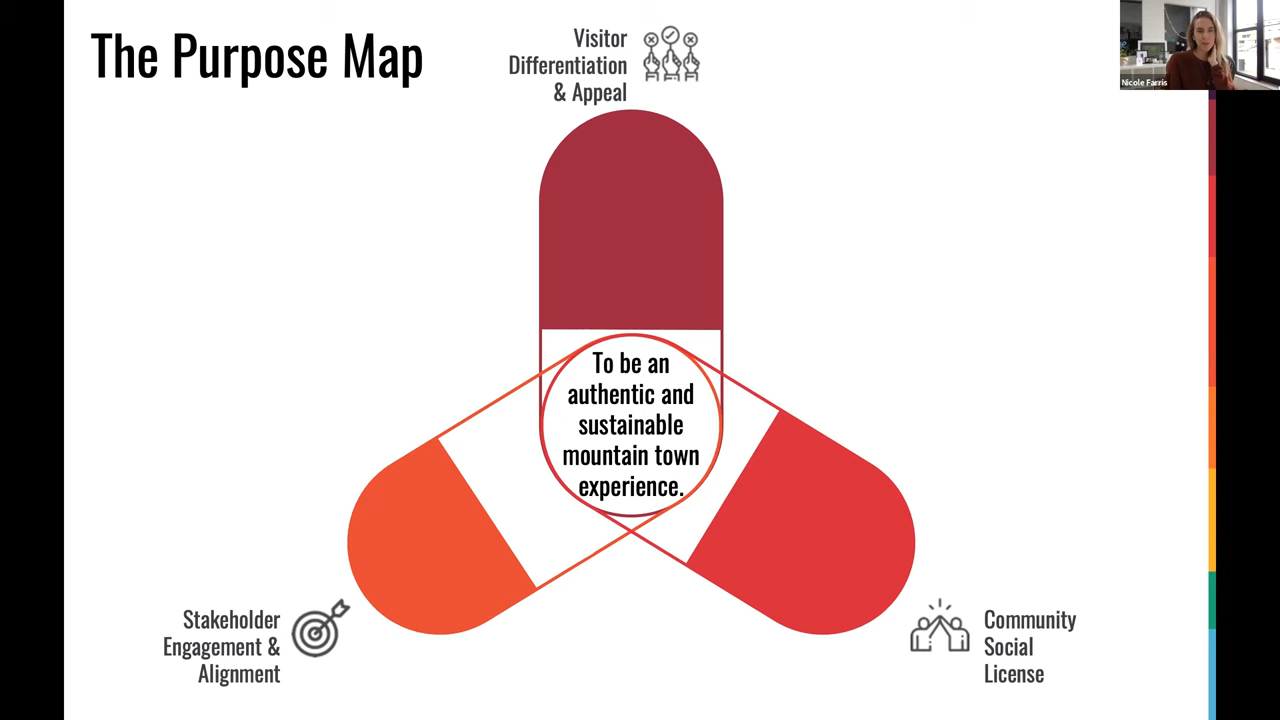 The Purpose Map
Visitor
Differentiation
& Appeal
Nicole Farris
To be an
authentic and
sustainable
mountain town
experience.
Stakeholder
Engagement &
Alignment
Community
Social
License